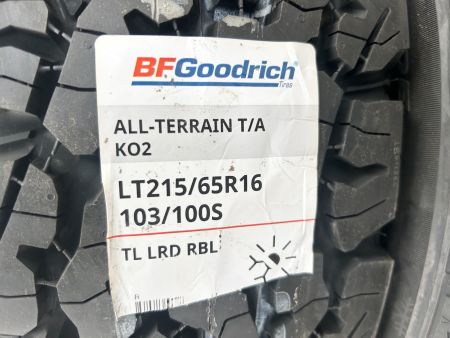 BFGoodrich
Tires
ALL-TERRAIN T/A
KO2
LT215/65R16
103/100S
TL LRD RBL